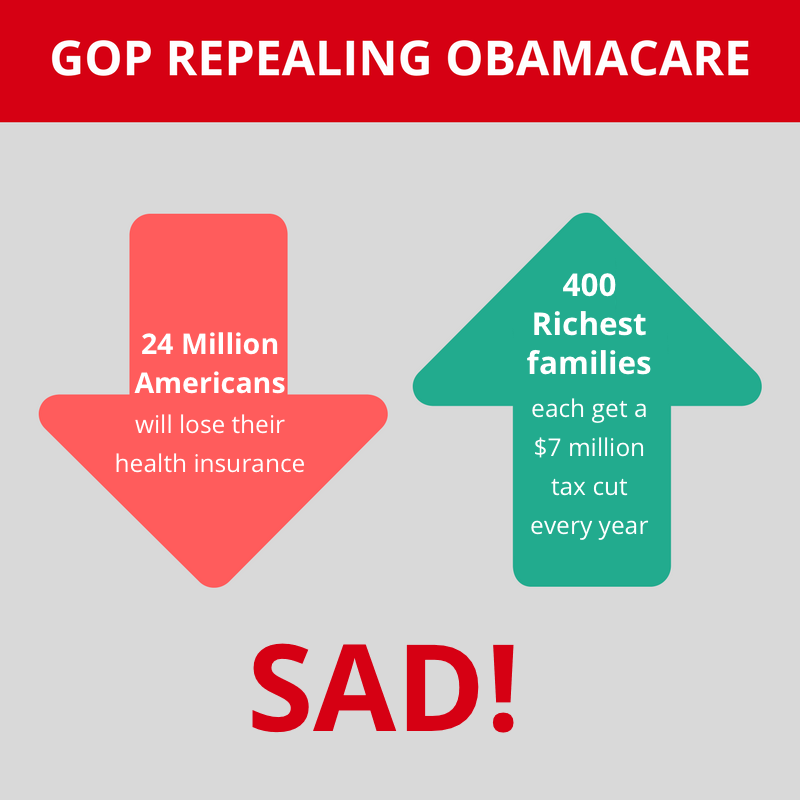 GOP REPEALING OBAMACARE
24 Million
Americans
will lose their
health insurance
400
Richest
families
each get a
$7 million
tax cut
every year
SAD!